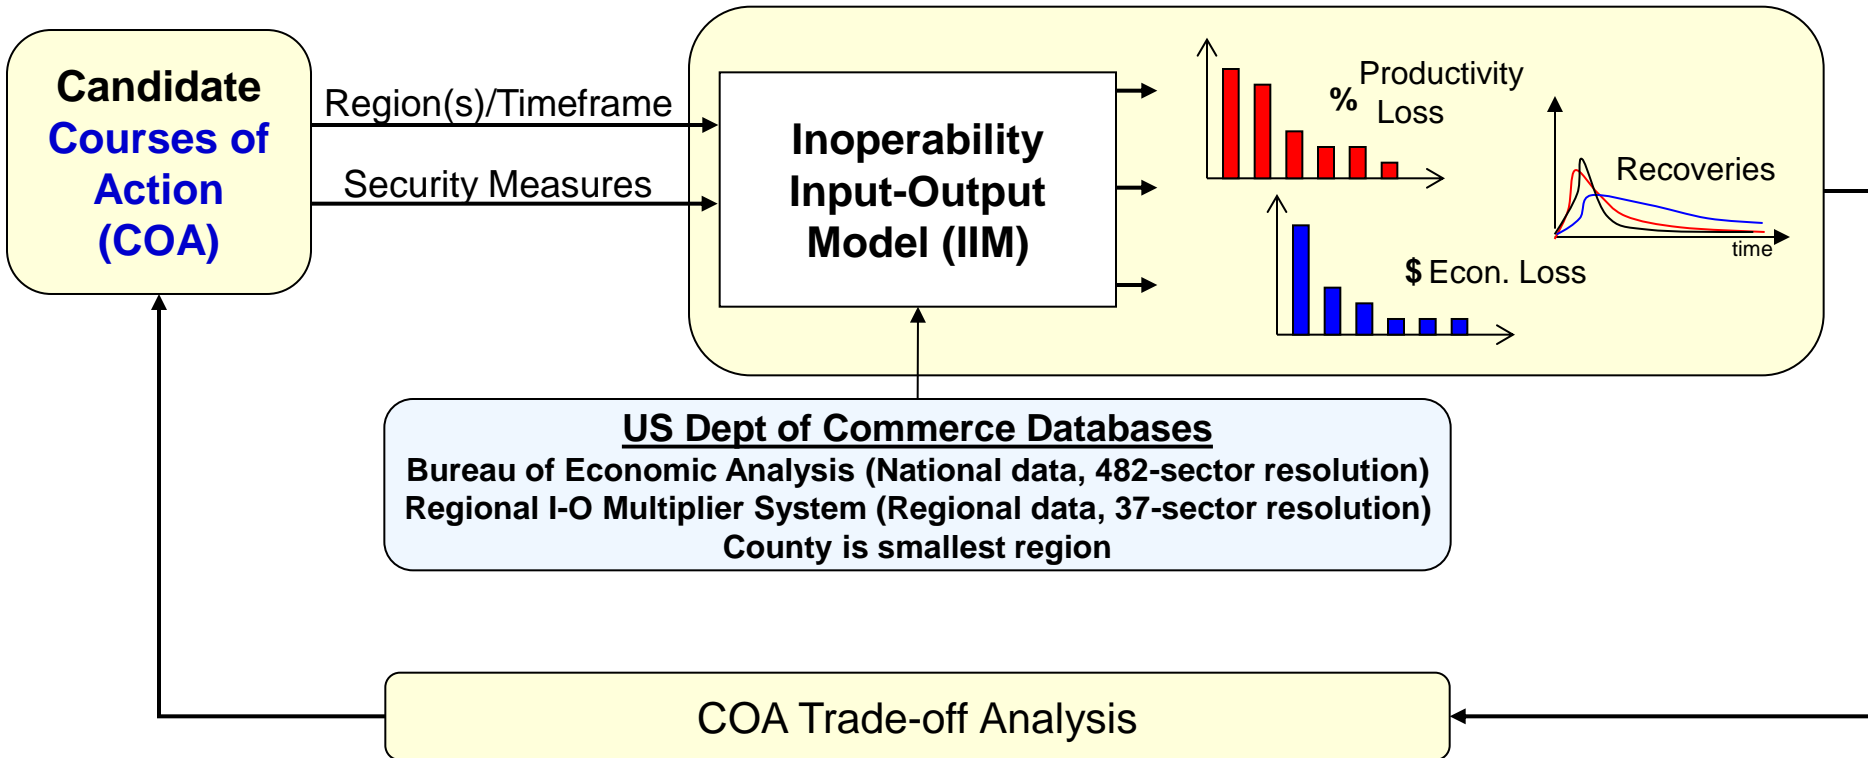 Candidate
Courses of
Action
(COA)
Region(s)/Timeframe
Security Measures
Inoperability
Input-Output
Model (IIM)
% Productivity
Loss
$ Econ. Loss
Recoveries
time
US Dept of Commerce Databases
Bureau of Economic Analysis (National data, 482-sector resolution)
Regional I-O Multiplier System (Regional data, 37-sector resolution)
County is smallest region
COA Trade-off Analysis